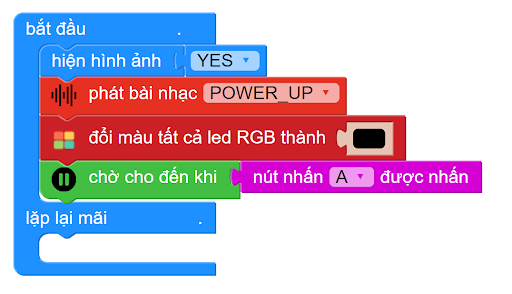 bắt đầu .
hiện hình ảnh YES
phát bài nhạc POWER_UP
đổi màu tất cả led RGB thành
chờ cho đến khi nút nhấn A được nhấn
lặp lại mãi .